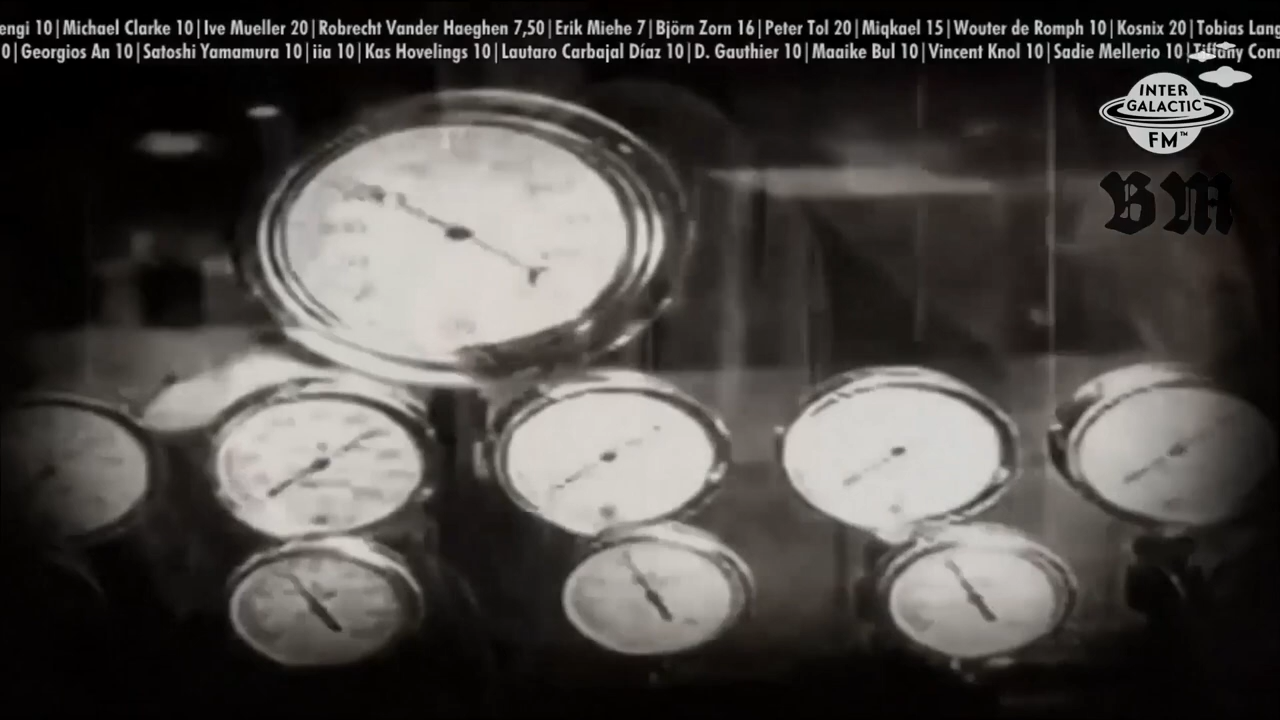 engi 10|Michael Clarke 10|Ive Mueller 20|Robrecht Vander Haeghen 7,50|Erik Miehe 7|Björn Zorn 16|Peter Tol 20|Miqkael 15|Wouter de Romph 10|Kosnix 20|Tobias Lang
0|Georgios An 10|Satoshi Yamamura 10|iia 10|Kas Hovelings 10|Lautaro Carbajal Díaz 10|D. Gauthier 10|Maaike Bul 10|Vincent Knol 10|Sadie Mellerio 10|Tiffany Conn
INTER
GALACTIC
FM™
BM